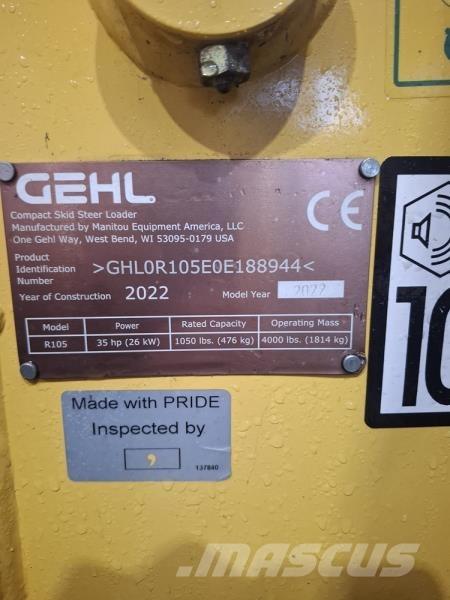 GEHL
CE
Compact Skid Steer Loader
Manufactured by Manitou Equipment America, LLC
One Gehl Way, West Bend, WI 53095-0179 USA
Product
Identification >GHL0R105E0E188944<
Number
Year of Construction 2022 Model Year 2022
Model Power Rated Capacity Operating Mass
R105 35 hp (26 kW) 1050 lbs. (476 kg) 4000 lbs. (1814 kg)
10
Made with PRIDE
Inspected by
137840
MASCUS